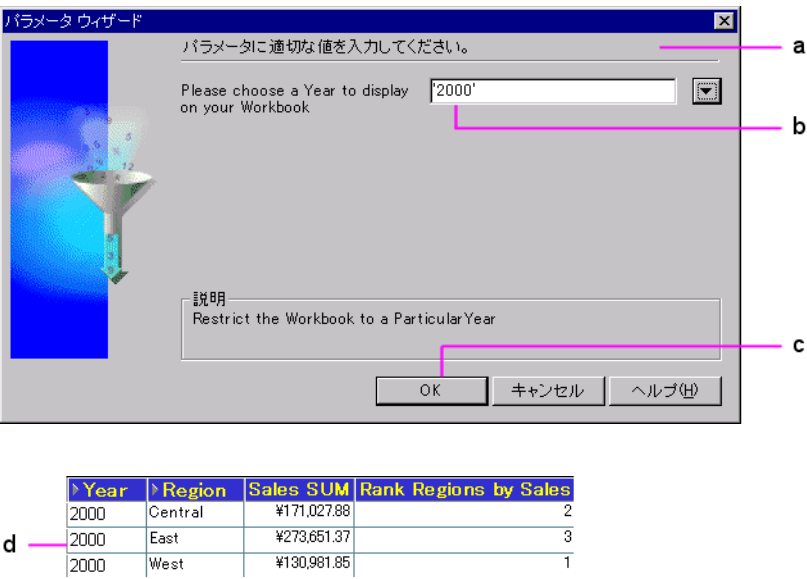 パラメータ ウィザード
パラメータに適切な値を入力してください。
a
Please choose a Year to display
on your Workbook
'2000'
b
説明
Restrict the Workbook to a Particular Year
c
OK
キャンセル
ヘルプ(H)
Year Region Sales SUM Rank Regions by Sales
2000 Central ¥171,027.88 2
d
2000 East ¥273,651.37 3
2000 West ¥130,981.85 1